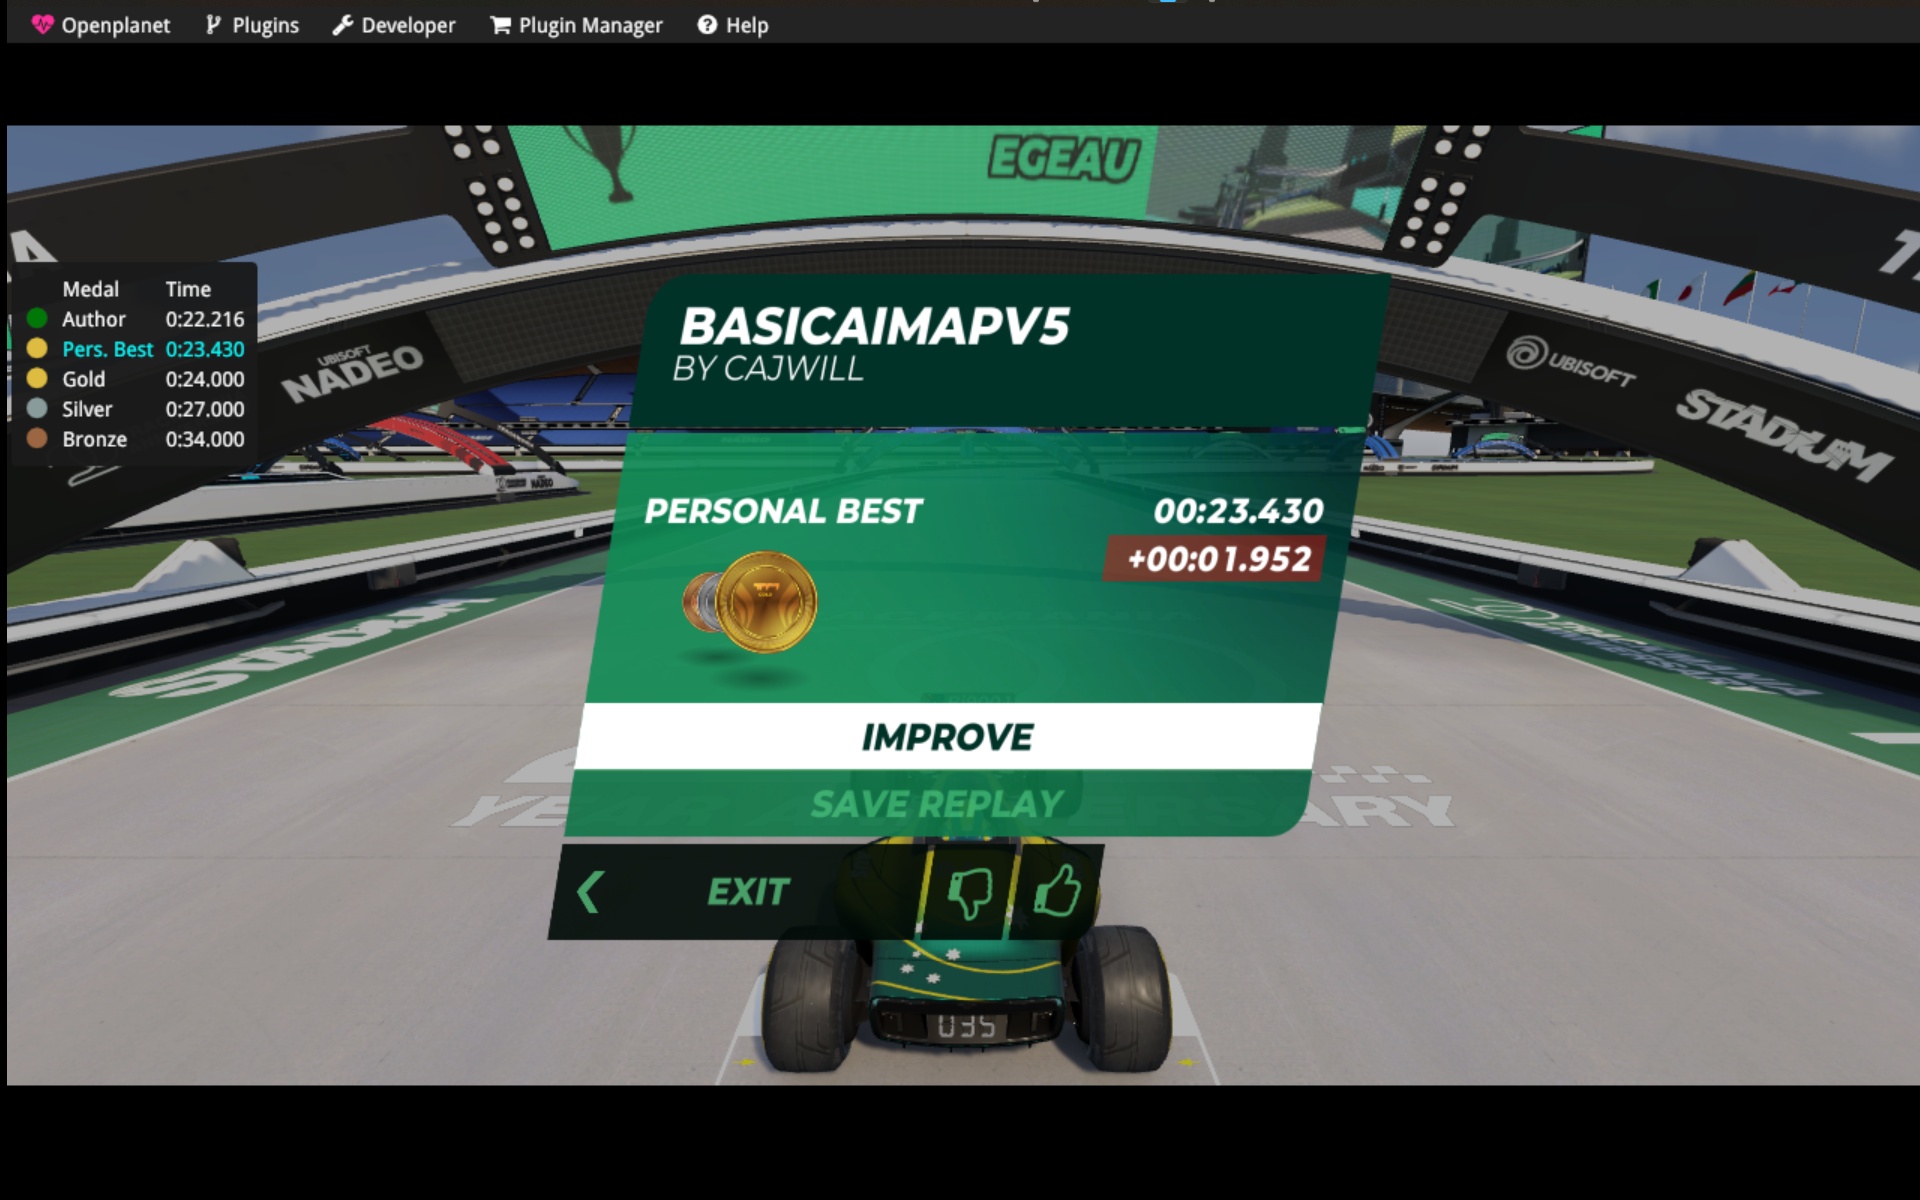 Openplanet Plugins Developer Plugin Manager Help
EGEAU
Medal Time
Author 0:22.216
Pers. Best 0:23.430
Gold 0:24.000
Silver 0:27.000
Bronze 0:34.000
UBISOFT
NADEO
UBISOFT
STADIUM
BASICAIMAPV5
BY CAJWILL
PERSONAL BEST 00:23.430
+00:01.952
STADIUM
IMPROVE
SAVE REPLAY
EXIT
035